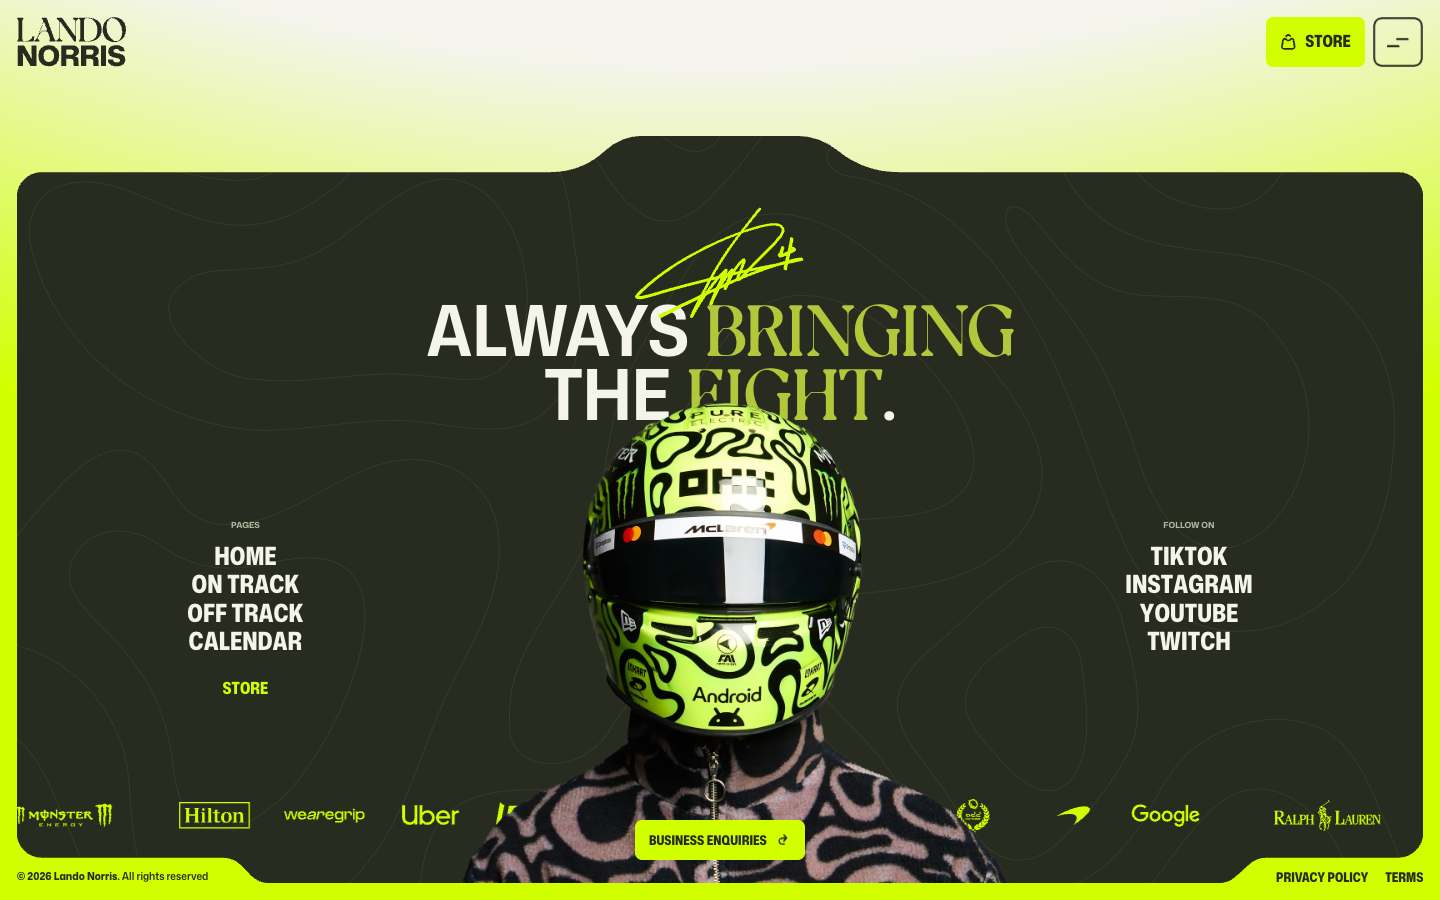 LANDO
NORRIS
STORE
ALWAYS BRINGING
THE FIGHT.
PURE
ELECTRIC
McLaren
PAGES
HOME
ON TRACK
OFF TRACK
CALENDAR
STORE
FOLLOW ON
TIKTOK
INSTAGRAM
YOUTUBE
TWITCH
Android
MONSTER
ENERGY
Hilton
wearegrip
Uber
Google
RALPH LAUREN
BUSINESS ENQUIRIES
© 2026 Lando Norris. All rights reserved
PRIVACY POLICY
TERMS